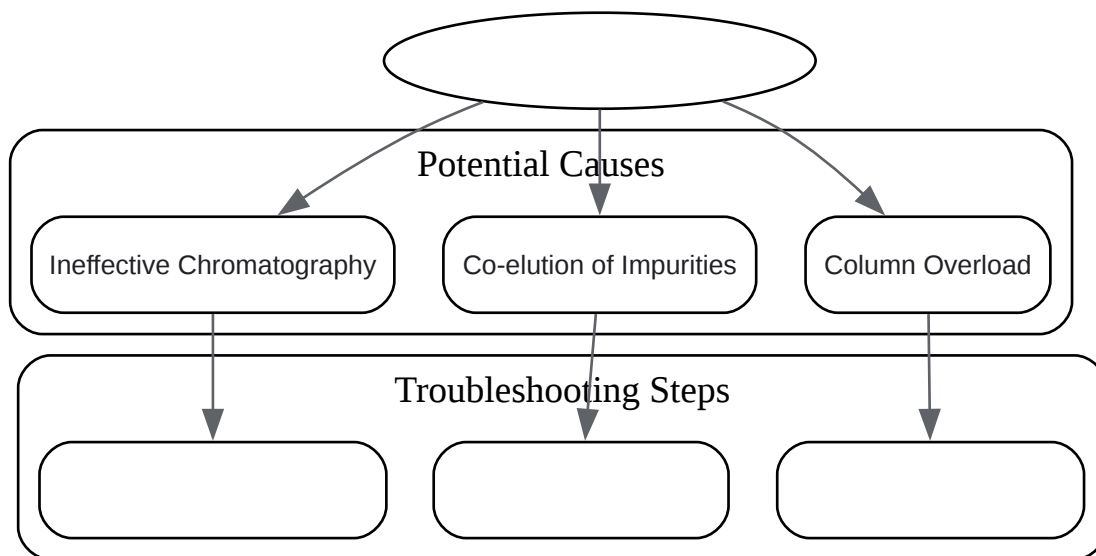 Potential Causes
Ineffective Chromatography
Co-elution of Impurities
Column Overload
Troubleshooting Steps